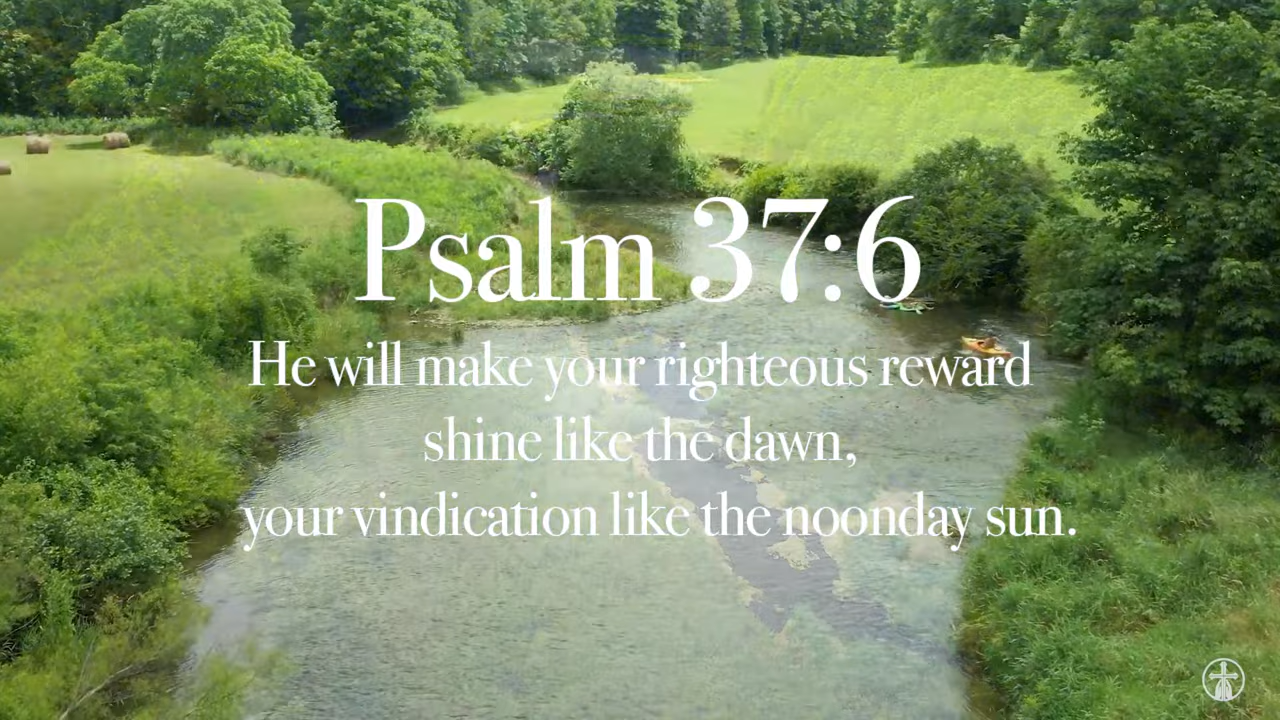 Psalm 37:6
He will make your righteous reward
shine like the dawn,
your vindication like the noonday sun.